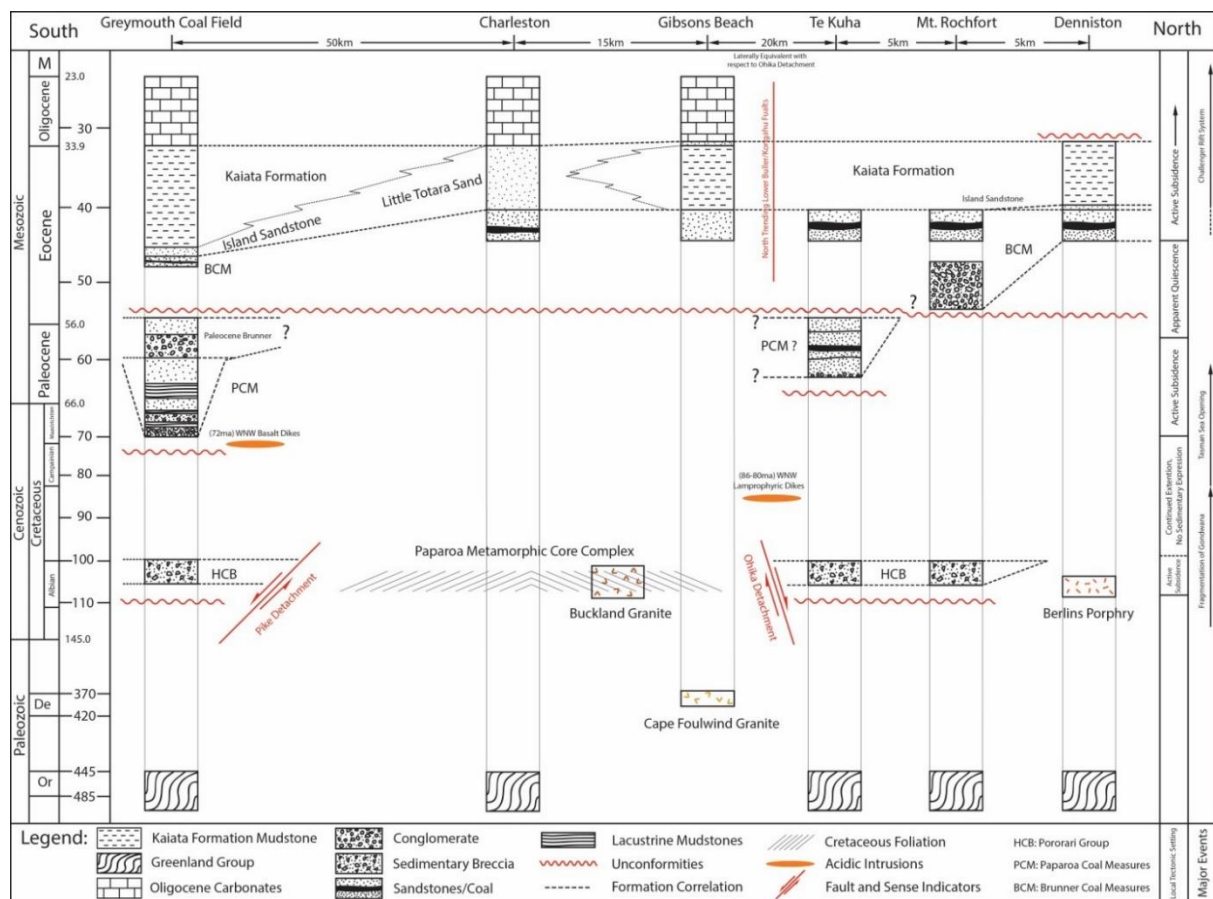 South
Greymouth Coal Field
Charleston
Gibsons Beach
Te Kuha
Mt. Rochfort
Denniston
North
50km
15km
20km
5km
5km
Laterally Equivalent with
respect to Ohika Detachment
M
23.0
Oligocene
30
33.9
40
Eocene
50
56.0
Paleocene
60
66.0
Maastrichtian
70
Campainian
80
Cretaceous
90
100
Albian
110
145.0
370
De
420
445
Or
485
Mesozoic
Cenozoic
Paleozoic
Kaiata Formation
Little Totara Sand
Island Sandstone
BCM
North Trending Lower Buller/Kongahu Fualts
Kaiata Formation
Island Sandstone
BCM
?
Paleocene Brunner
?
PCM
?
PCM ?
?
(72ma) WNW Basalt Dikes
(86-80ma) WNW
Lamprophyric Dikes
HCB
Pike Detachment
Paparoa Metamorphic Core Complex
Buckland Granite
Ohika Detachment
HCB
Berlins Porphry
Cape Foulwind Granite
Active Subsidence
Apparent Quiescence
Active Subsidence
Continued Extention,
No Sedimentary Expression
Active
Subsidence
Challenger Rift System
Tasman Sea Opening
Fragmentation of Gondwana
Legend:
Kaiata Formation Mudstone
Greenland Group
Oligocene Carbonates
Conglomerate
Sedimentary Breccia
Sandstones/Coal
Lacustrine Mudstones
Unconformities
Formation Correlation
Cretaceous Foliation
Acidic Intrusions
Fault and Sense Indicators
HCB: Pororari Group
PCM: Paparoa Coal Measures
BCM: Brunner Coal Measures
Local Tectonic Setting
Major Events